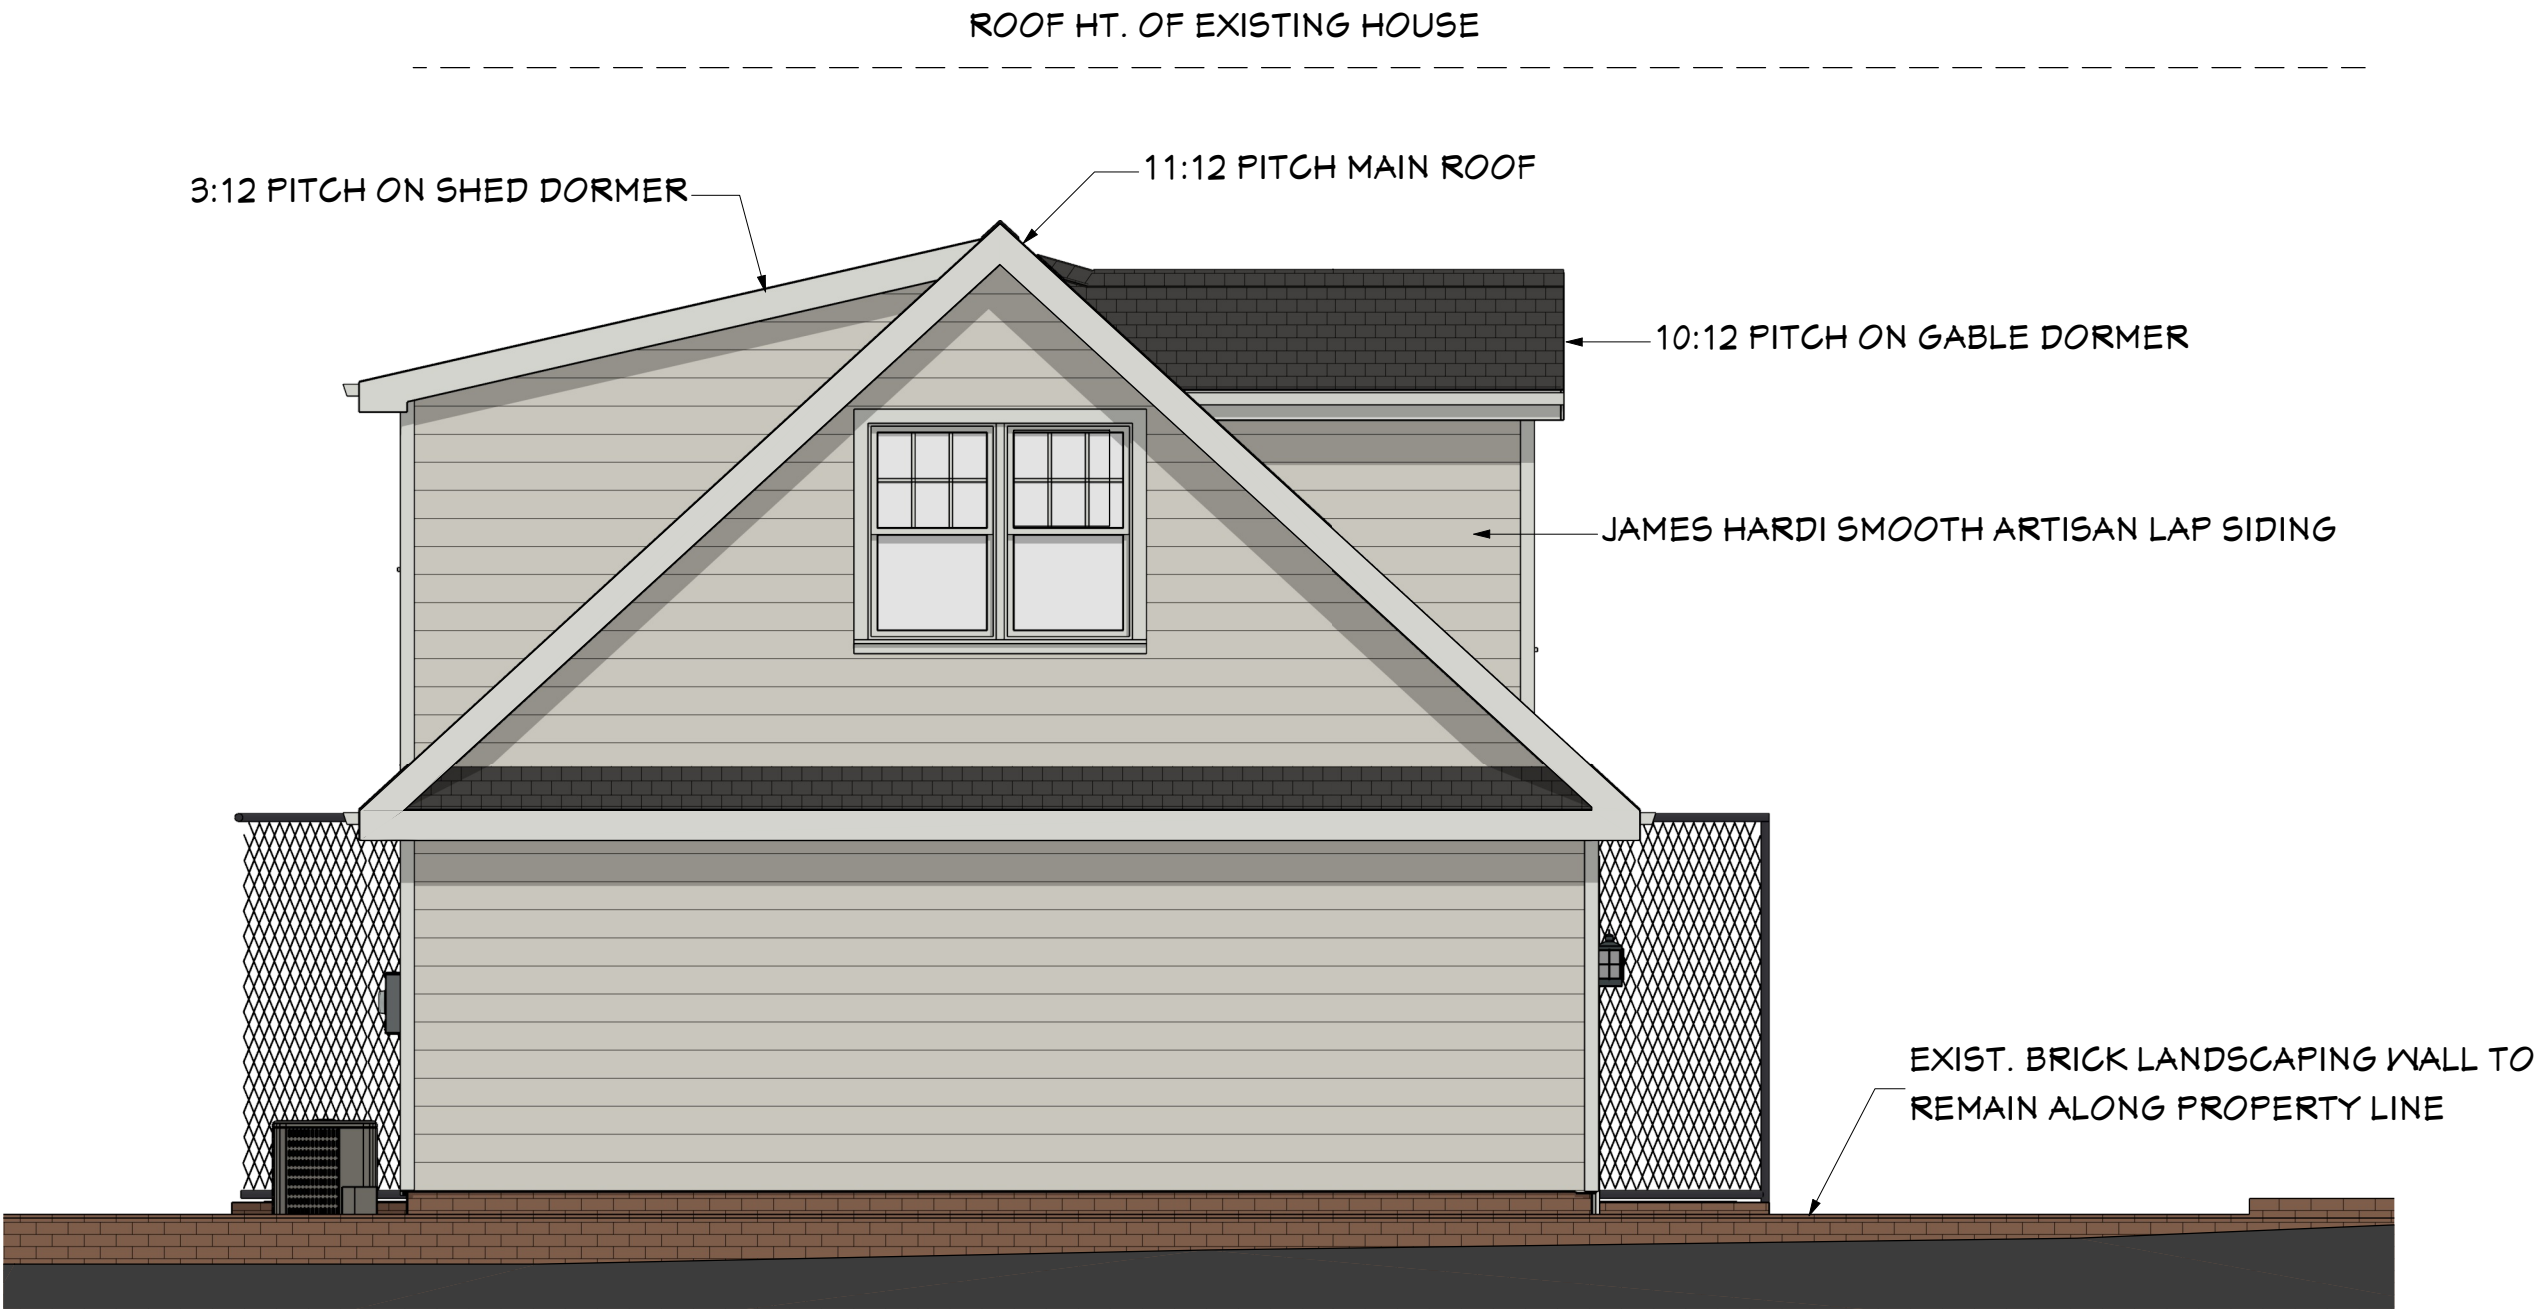 ROOF HT. OF EXISTING HOUSE
11:12 PITCH MAIN ROOF
3:12 PITCH ON SHED DORMER
10:12 PITCH ON GABLE DORMER
JAMES HARDI SMOOTH ARTISAN LAP SIDING
EXIST. BRICK LANDSCAPING WALL TO
REMAIN ALONG PROPERTY LINE